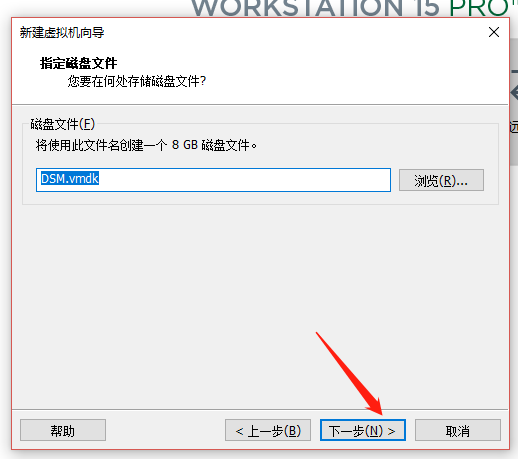 WORKSTATION 15 PRO™
新建虚拟机向导
指定磁盘文件
您要在何处存储磁盘文件?
磁盘文件(F)
将使用此文件名创建一个 8 GB 磁盘文件。
DSM.vmdk
浏览(R)...
远
帮助
< 上一步(B)
下一步(N) >
取消